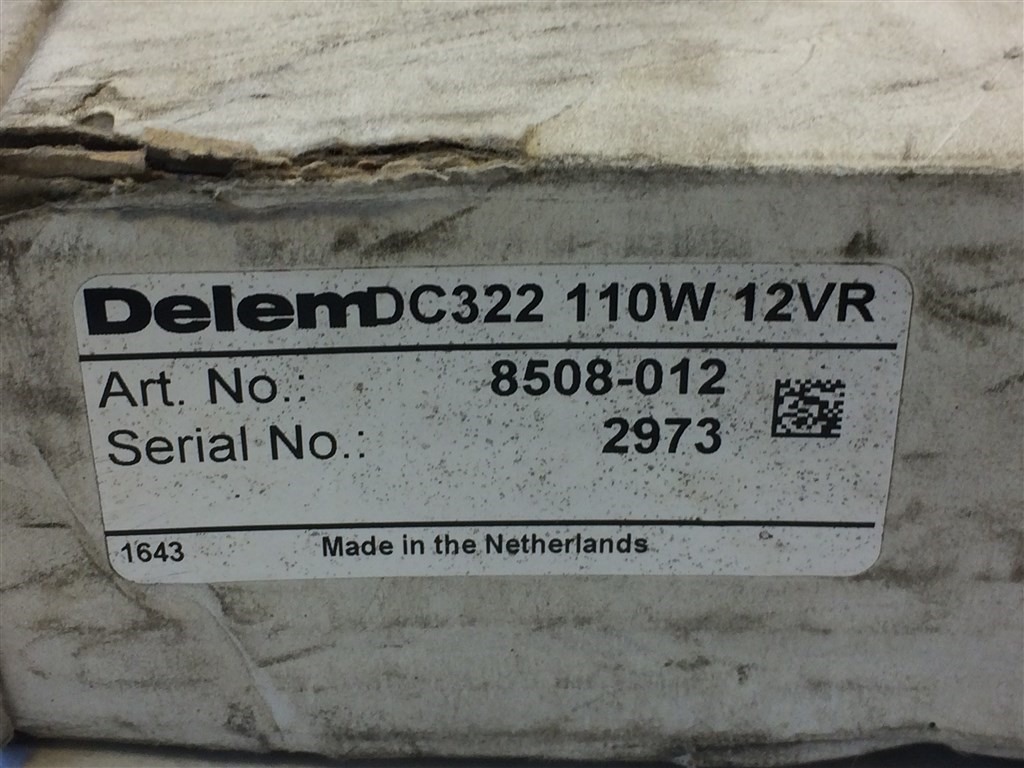 Delem DC322 110W 12VR
Art. No.: 8508-012
Serial No.: 2973
1643 Made in the Netherlands